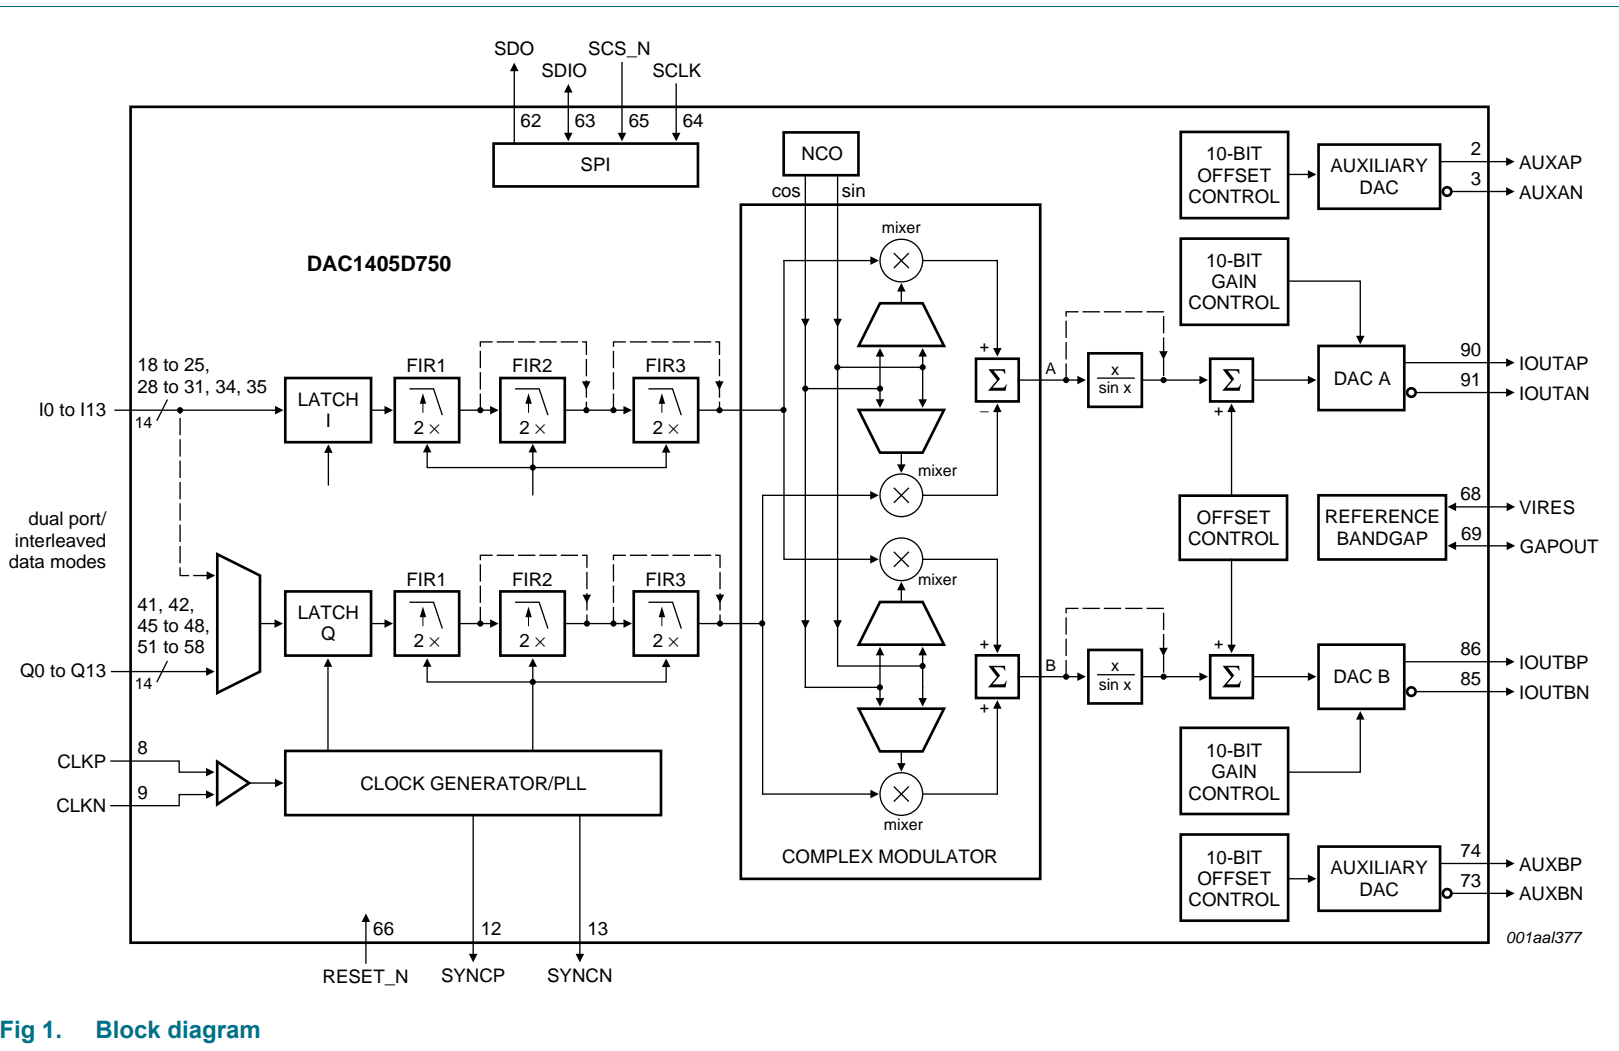 SDO
SCS_N
SDIO
SCLK
62
63
65
64
SPI
NCO
cos
sin
10-BIT
OFFSET
CONTROL
AUXILIARY
DAC
2
AUXAP
3
AUXAN
DAC1405D750
mixer
10-BIT
GAIN
CONTROL
18 to 25,
28 to 31, 34, 35
I0 to I13
14
LATCH
I
FIR1
2 ×
FIR2
2 ×
FIR3
2 ×
mixer
+
Σ
−
A
x
sin x
Σ
+
DAC A
90
IOUTAP
91
IOUTAN
dual port/
interleaved
data modes
OFFSET
CONTROL
REFERENCE
BANDGAP
68
VIRES
69
GAPOUT
41, 42,
45 to 48,
51 to 58
Q0 to Q13
14
LATCH
Q
FIR1
2 ×
FIR2
2 ×
FIR3
2 ×
mixer
+
Σ
+
B
x
sin x
+
Σ
DAC B
86
IOUTBP
85
IOUTBN
CLKP
8
CLKN
9
CLOCK GENERATOR/PLL
mixer
COMPLEX MODULATOR
10-BIT
GAIN
CONTROL
10-BIT
OFFSET
CONTROL
AUXILIARY
DAC
74
AUXBP
73
AUXBN
66
12
13
RESET_N
SYNCP
SYNCN
001aal377
Fig 1. Block diagram